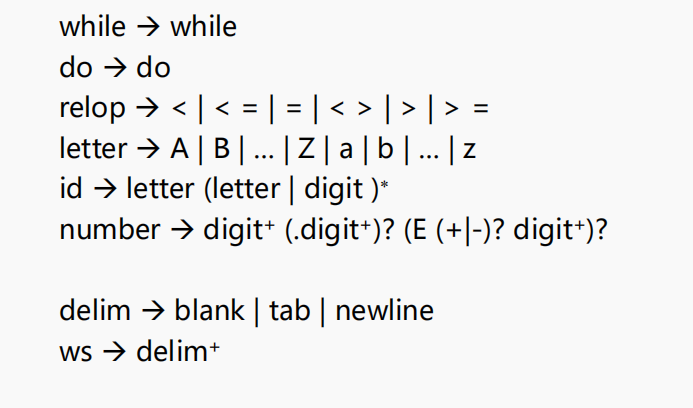 while → while
do → do
relop → < | < = | = | < > | > | > =
letter → A | B | ... | Z | a | b | ... | z
id → letter (letter | digit )*
number → digit⁺ (.digit⁺)? (E (+|-)? digit⁺)?
delim → blank | tab | newline
ws → delim⁺